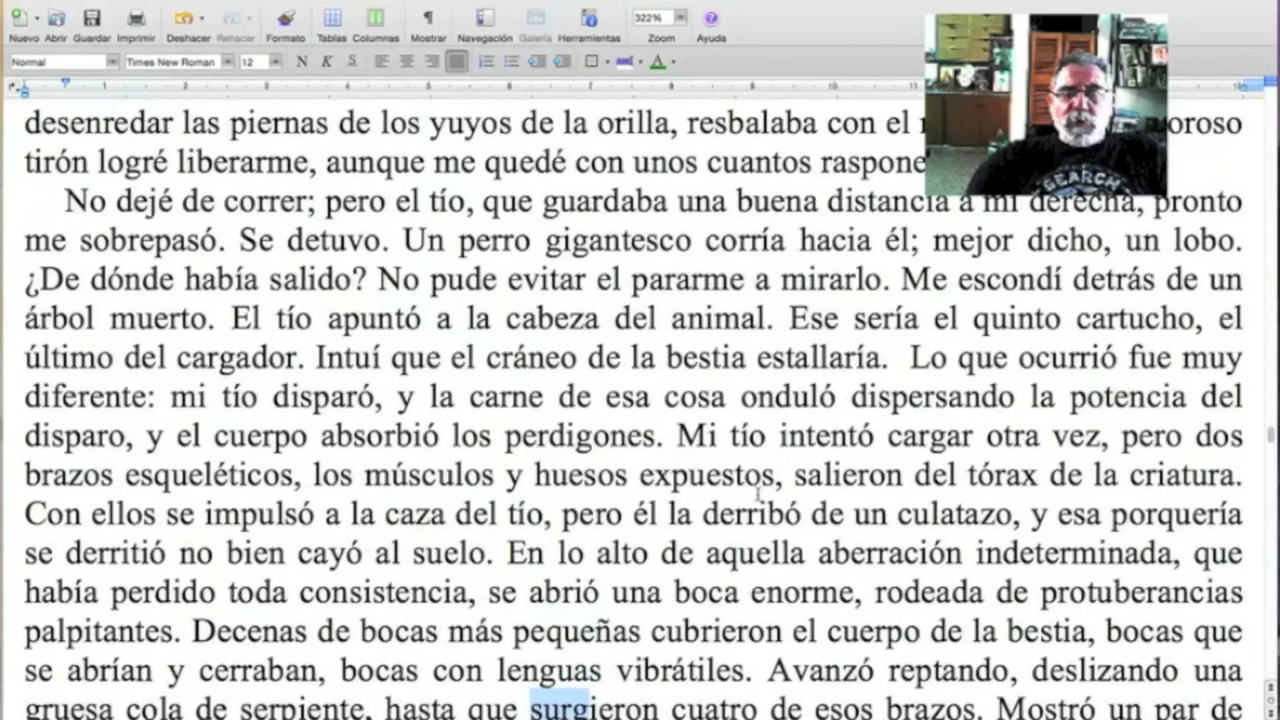 Nuevo Abrir Guardar Imprimir Deshacer Rehacer Formato Tablas Columnas Mostrar Navegación Galería Herramientas 322% Zoom Ayuda
Normal Times New Roman 12 N K S
1 2 3 4 5 6 7 8 9 10 11
SEARCH
desenredar las piernas de los yuyos de la orilla, resbalaba con el
tirón logré liberarme, aunque me quedé con unos cuantos
No dejé de correr; pero el tío, que guardaba una buena distancia a mi derecha, pronto
me sobrepasó. Se detuvo. Un perro gigantesco corría hacia él; mejor dicho, un lobo.
¿De dónde había salido? No pude evitar el pararme a mirarlo. Me escondí detrás de un
árbol muerto. El tío apuntó a la cabeza del animal. Ese sería el quinto cartucho, el
último del cargador. Intuí que el cráneo de la bestia estallaría. Lo que ocurrió fue muy
diferente: mi tío disparó, y la carne de esa cosa onduló dispersando la potencia del
disparo, y el cuerpo absorbió los perdigones. Mi tío intentó cargar otra vez, pero dos
brazos esqueléticos, los músculos y huesos expuestos, salieron del tórax de la criatura.
Con ellos se impulsó a la caza del tío, pero él la derribó de un culatazo, y esa porquería
se derritió no bien cayó al suelo. En lo alto de aquella aberración indeterminada, que
había perdido toda consistencia, se abrió una boca enorme, rodeada de protuberancias
palpitantes. Decenas de bocas más pequeñas cubrieron el cuerpo de la bestia, bocas que
se abrían y cerraban, bocas con lenguas vibrátiles. Avanzó reptando, deslizando una
gruesa cola de serpiente, hasta que surgieron cuatro de esos brazos. Mostró un par de